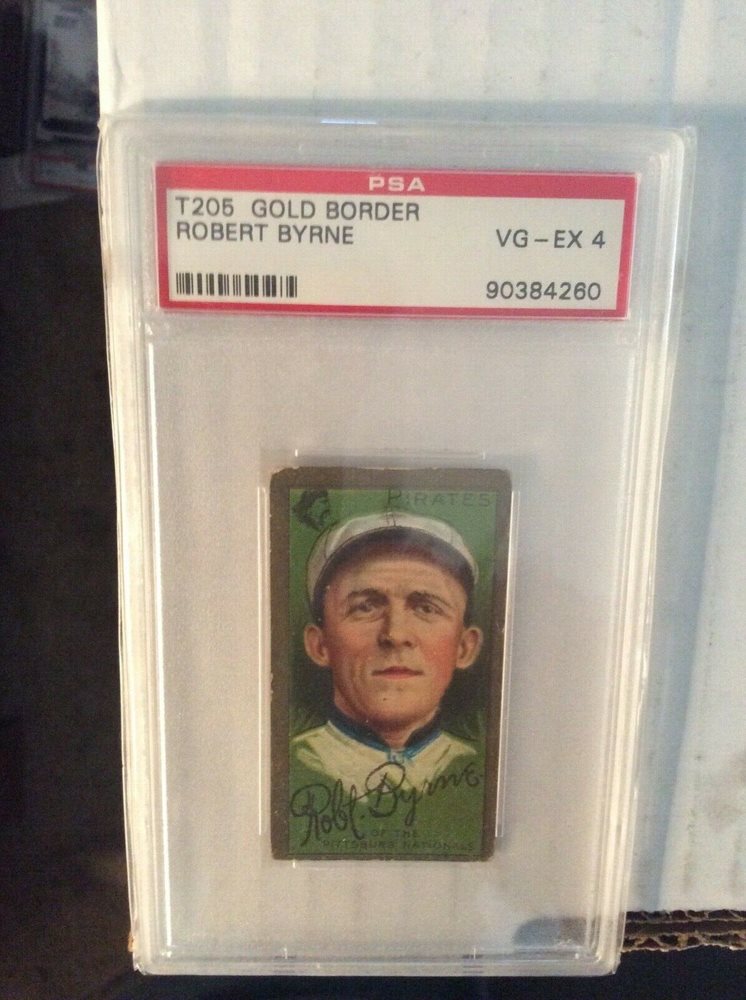 PSA
T205 GOLD BORDER
ROBERT BYRNE
VG-EX 4
90384260
PIRATES
Robt. Byrne.
OF THE
PITTSBURG NATIONALS